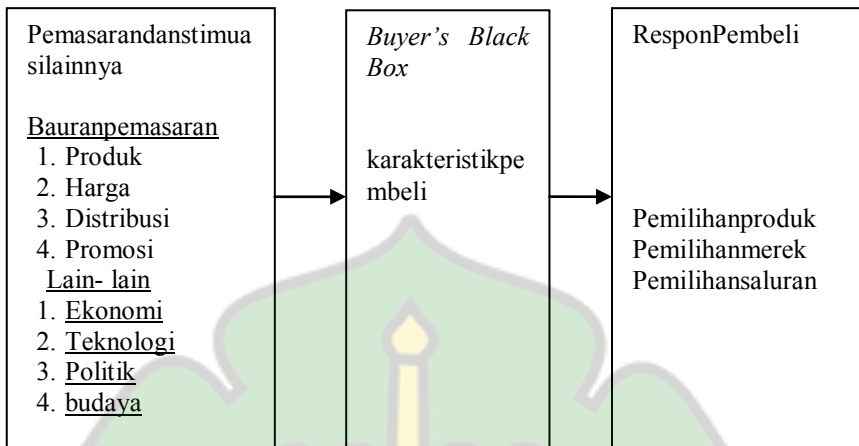 Pemasarandanstimua
silainnya
Bauranpemasaran
1. Produk
2. Harga
3. Distribusi
4. Promosi
Lain- lain
1. Ekonomi
2. Teknologi
3. Politik
4. budaya
Buyer's Black
Box
karakteristikpe
mbeli
ResponPembeli
Pemilihanproduk
Pemilihanmerek
Pemilihansaluran